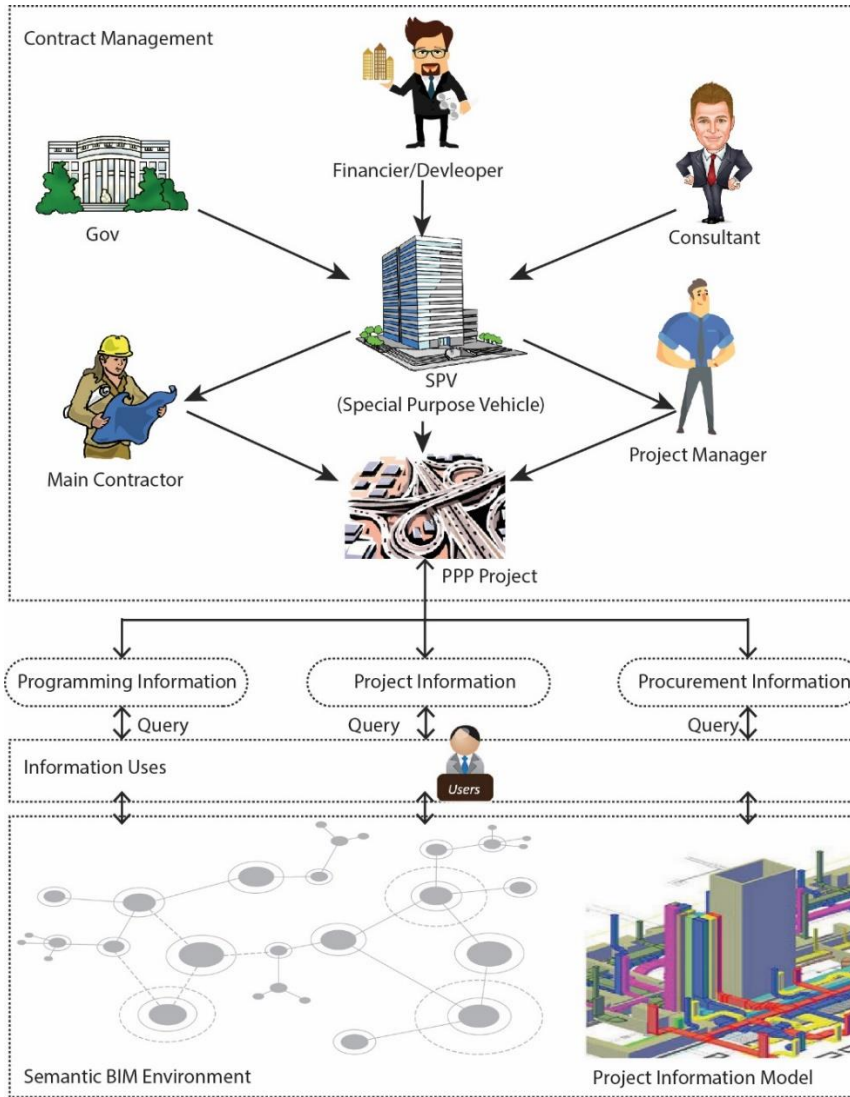 Contract Management
Financier/Devleoper
Gov
Consultant
SPV
(Special Purpose Vehicle)
Main Contractor
Project Manager
PPP Project
Programming Information
Project Information
Procurement Information
Query
Query
Query
Information Uses
Users
Semantic BIM Environment
Project Information Model